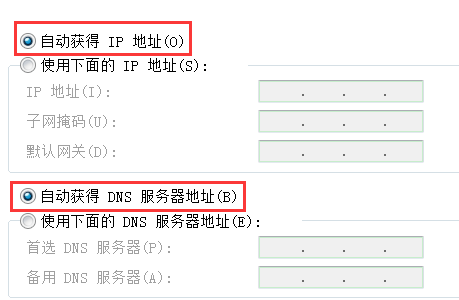 自动获得 IP 地址(O)
使用下面的 IP 地址(S):
IP 地址(I):
子网掩码(U):
默认网关(D):
自动获得 DNS 服务器地址(B)
使用下面的 DNS 服务器地址(E):
首选 DNS 服务器(P):
备用 DNS 服务器(A):